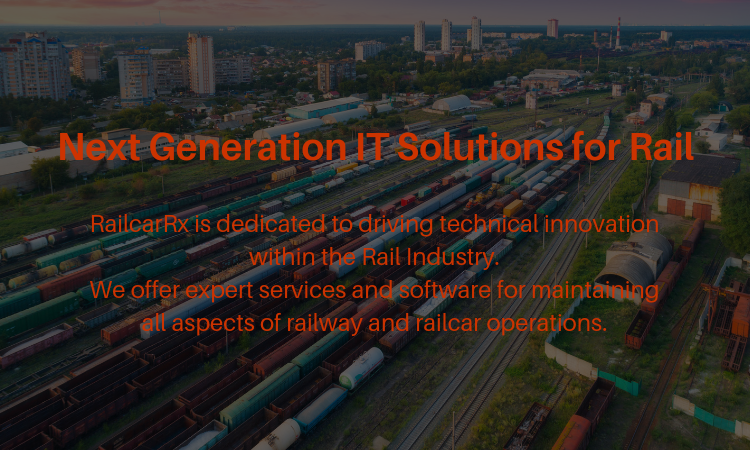 Next Generation IT Solutions for Rail
RailcarRx is dedicated to driving technical innovation
within the Rail Industry.
We offer expert services and software for maintaining
all aspects of railway and railcar operations.